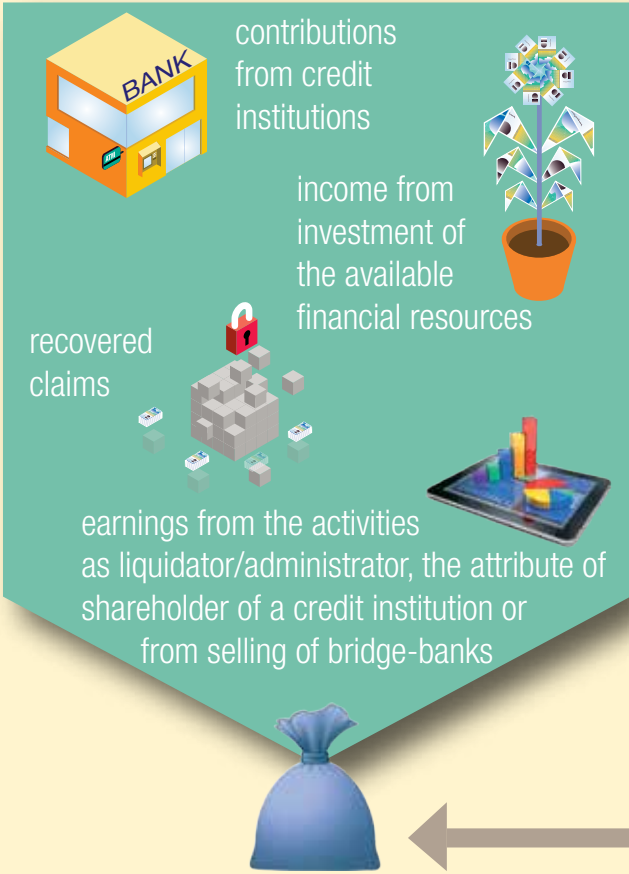 BANK
ATM
contributions
from credit
institutions
income from
investment of
the available
financial resources
recovered
claims
earnings from the activities
as liquidator/administrator, the attribute of
shareholder of a credit institution or
from selling of bridge-banks